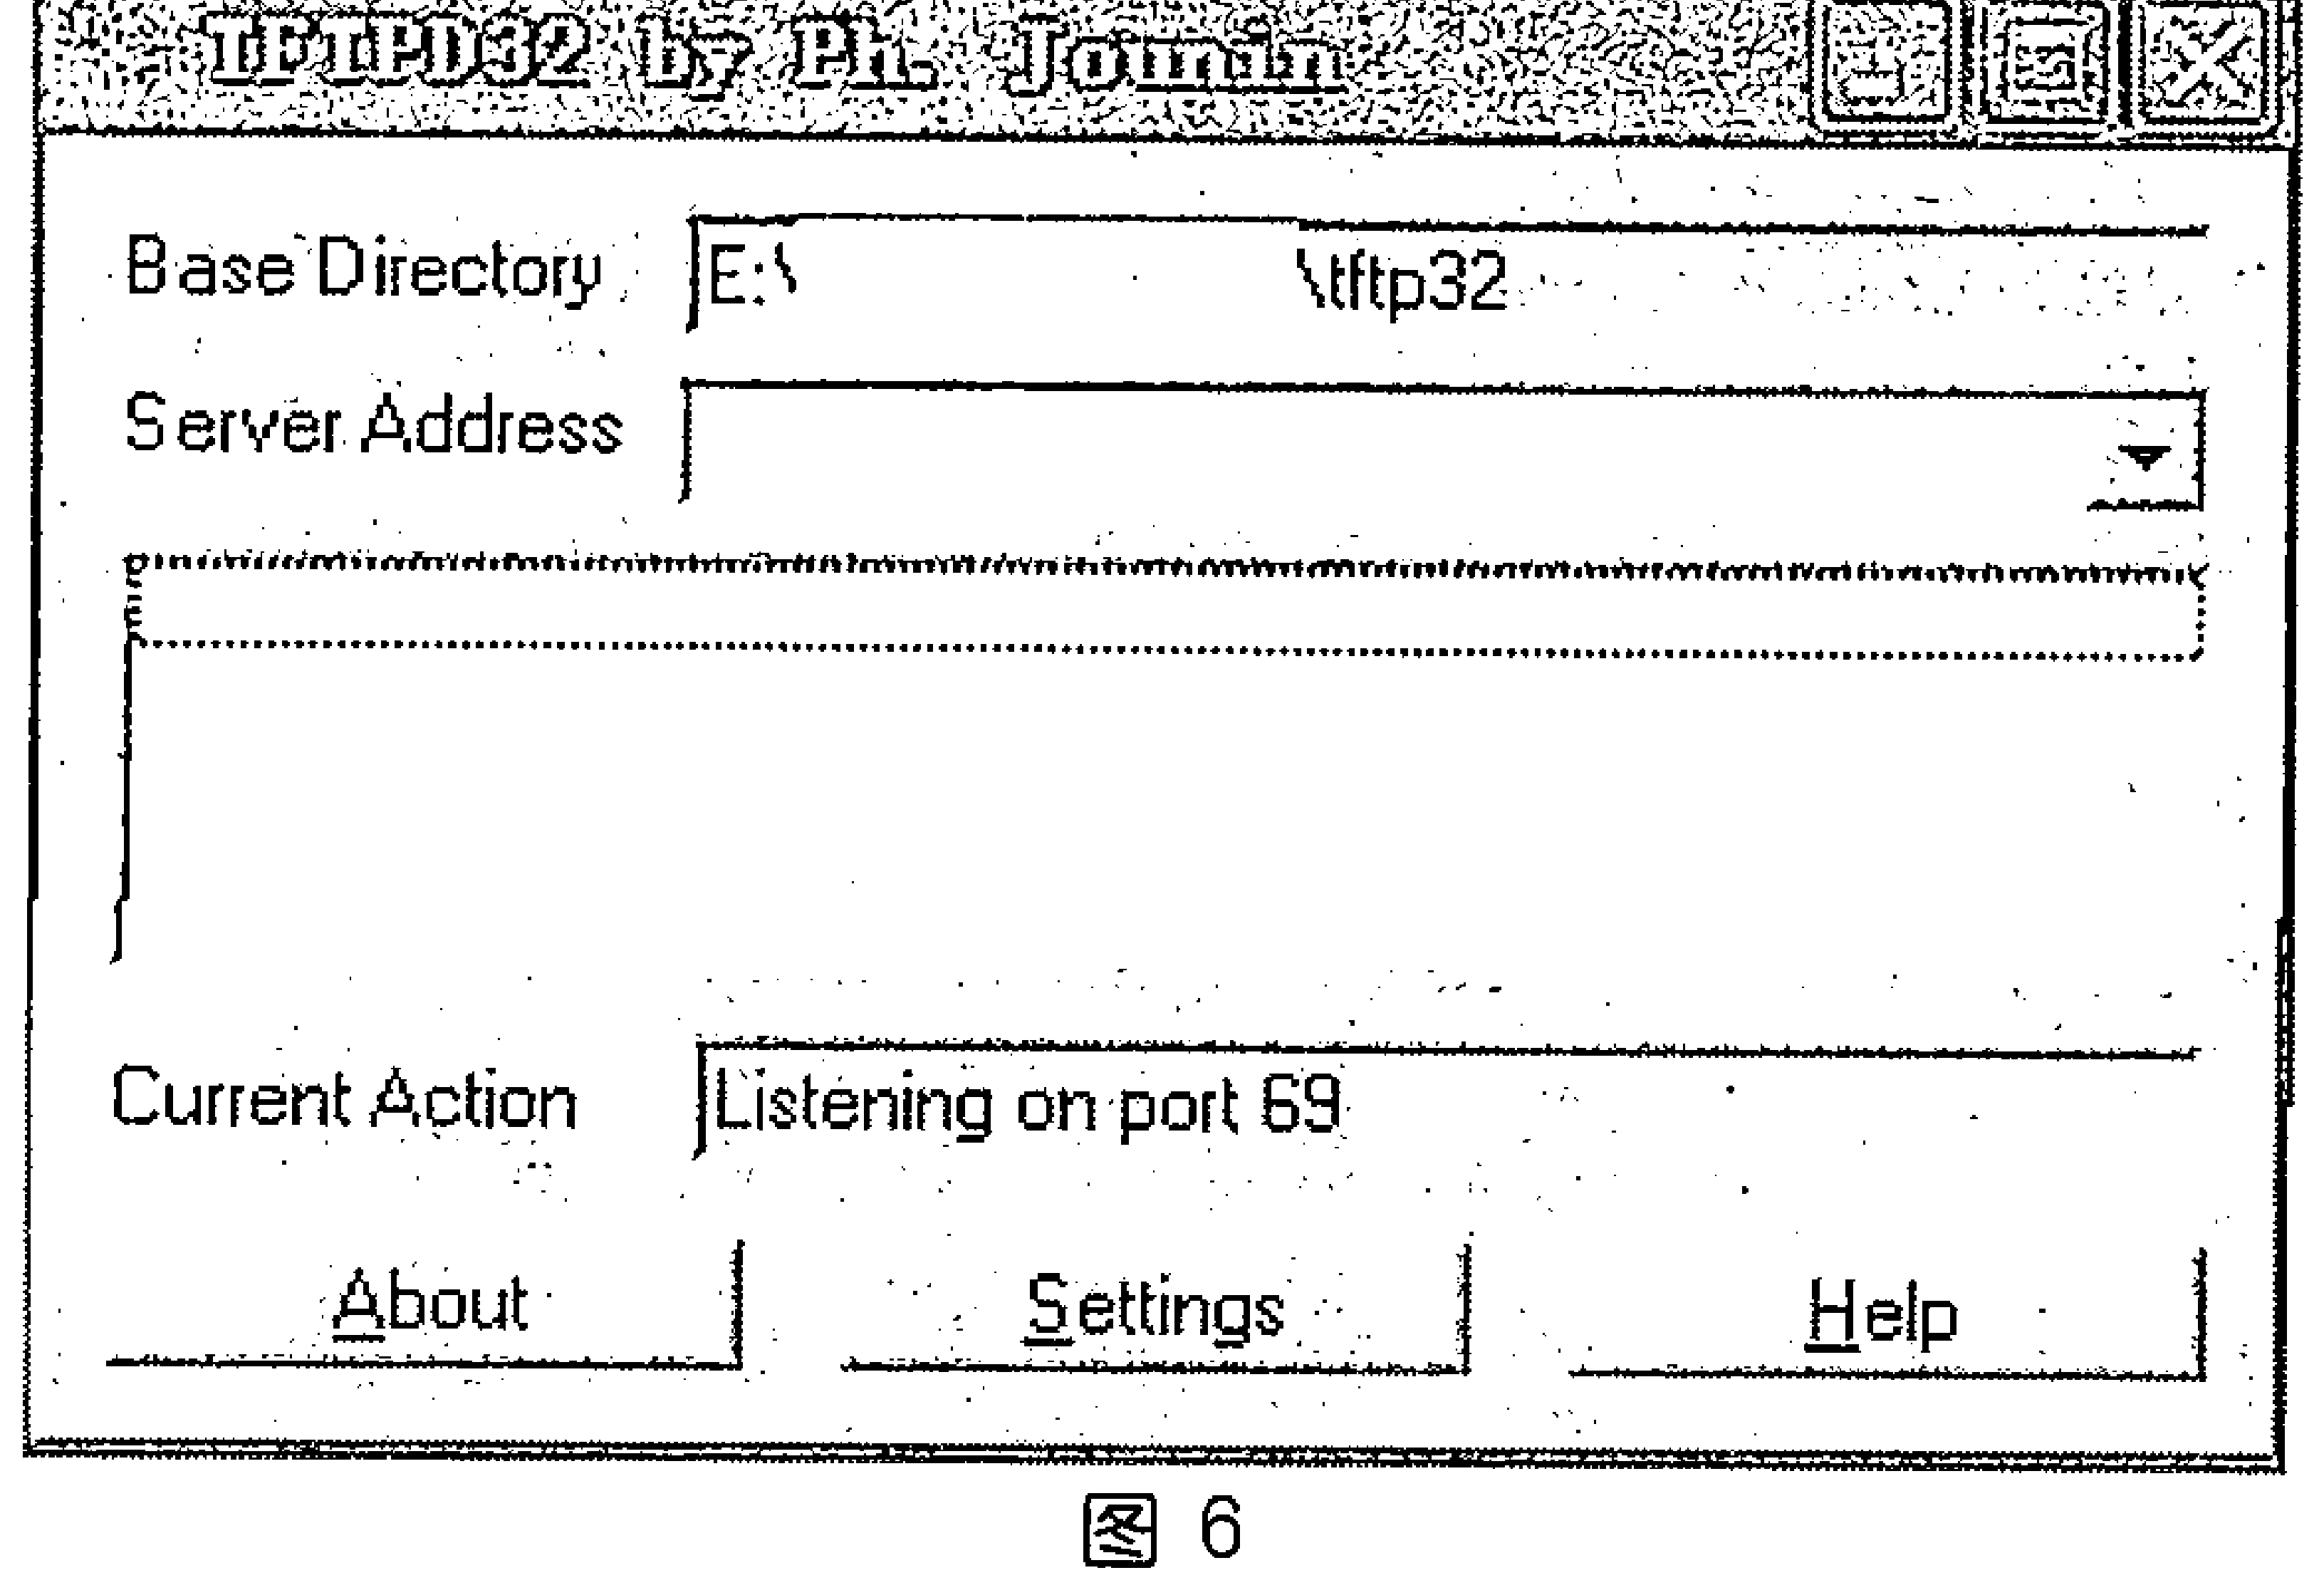 TFTPD32 by Ph. Jounin
Base Directory E:\ \tftp32
Server Address
Current Action Listening on port 69
About Settings Help
图 6